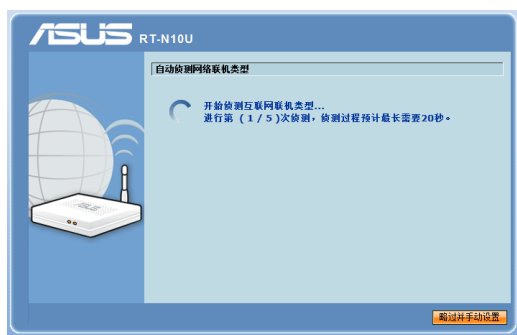 ASUS RT-N10U
自动侦测网络联机类型
开始侦测互联网联机类型...
进行第 (1/5)次侦测，侦测过程预计最长需要20秒。
略过并手动设置